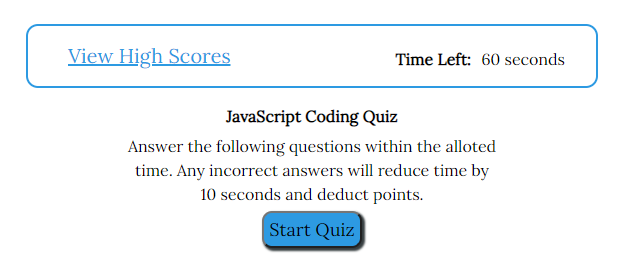 View High Scores
Time Left: 60 seconds
JavaScript Coding Quiz
Answer the following questions within the alloted
time. Any incorrect answers will reduce time by
10 seconds and deduct points.
Start Quiz